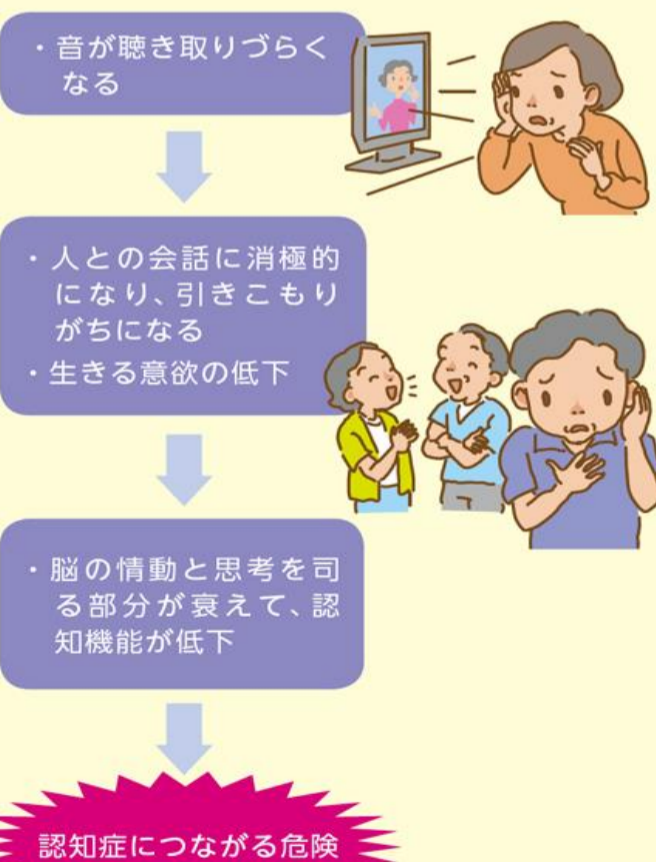 ・音が聴き取りづらく
なる
・人との会話に消極的
になり、引きこもり
がちになる
・生きる意欲の低下
・脳の情動と思考を司
る部分が衰えて、認
知機能が低下
認知症につながる危険